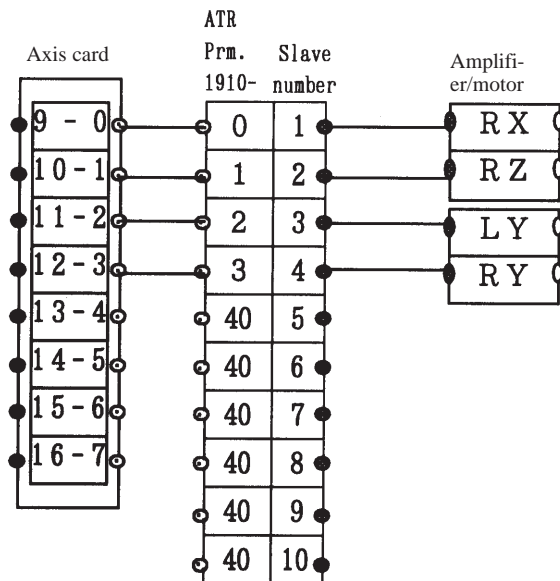 ATR
Prm. Slave
1910- number
Axis card
Amplifi-
er/motor
9 - 0 0 1 RX
10-1 1 2 RZ
11-2 2 3 LY
12-3 3 4 RY
13-4 40 5
14-5 40 6
15-6 40 7
16-7 40 8
40 9
40 10